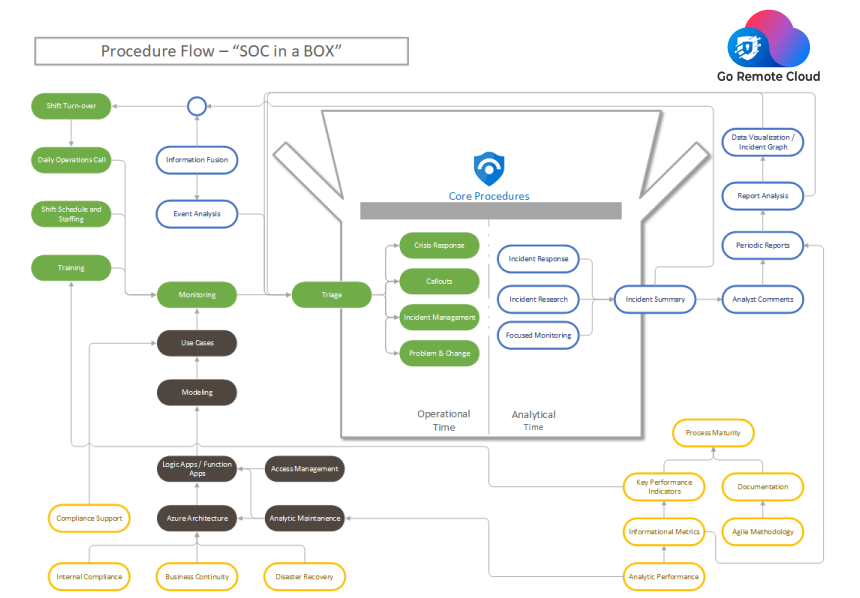 Procedure Flow – “SOC in a BOX”
Go Remote Cloud
Shift Turn-over
Daily Operations Call
Shift Schedule and
Staffing
Training
Information Fusion
Event Analysis
Monitoring
Use Cases
Modeling
Logic Apps / Function
Apps
Access Management
Azure Architecture
Analytic Maintanence
Compliance Support
Internal Compliance
Business Continuity
Disaster Recovery
Triage
Core Procedures
Crisis Response
Callouts
Incident Management
Problem & Change
Incident Response
Incident Research
Focused Monitoring
Operational
Time
Analytical
Time
Incident Summary
Data Visualization /
Incident Graph
Report Analysis
Periodic Reports
Analyst Comments
Process Maturity
Key Performance
Indicators
Documentation
Informational Metrics
Agile Methodology
Analytic Performance